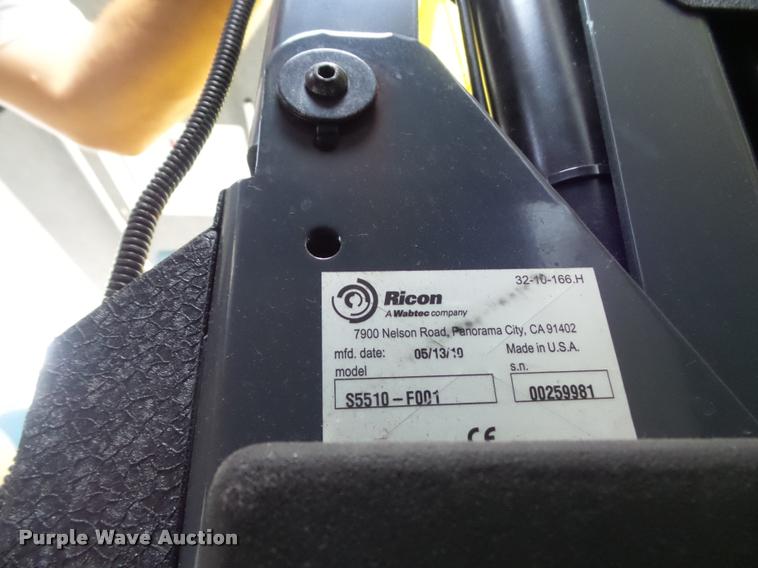 32-10-166.H
Ricon
A Wabtec company
7900 Nelson Road, Panorama City, CA 91402
mfd. date: 05/13/10 Made in U.S.A.
model s.n.
S5510-F001 00259981
CE
Purple Wave Auction®